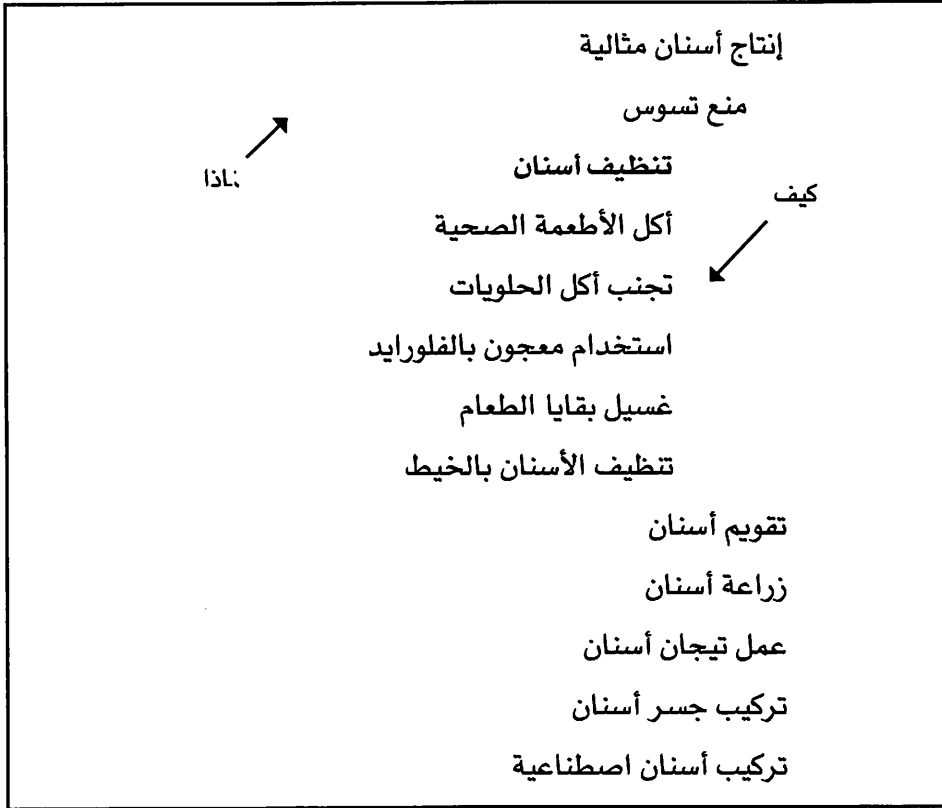 إنتاج أسنان مثالية
منع تسوس
تنظيف أسنان
كيف
أكل الأطعمة الصحية
تجنب أكل الحلويات
استخدام معجون بالفلورايد
غسيل بقايا الطعام
تنظيف الأسنان بالخيط
تقويم أسنان
زراعة أسنان
عمل تيجان أسنان
تركيب جسر أسنان
تركيب أسنان اصطناعية